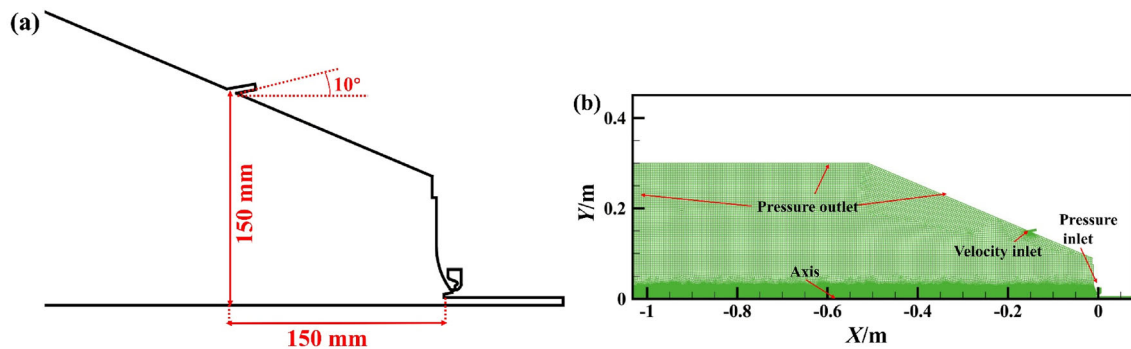 (a)
10°
150 mm
150 mm
(b)
0.4
0.2
0
Y/m
Pressure outlet
Pressure
inlet
Velocity inlet
Axis
-1
-0.8
-0.6
-0.4
-0.2
0
X/m